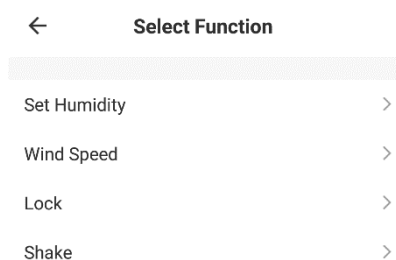 Select Function
Set Humidity
Wind Speed
Lock
Shake